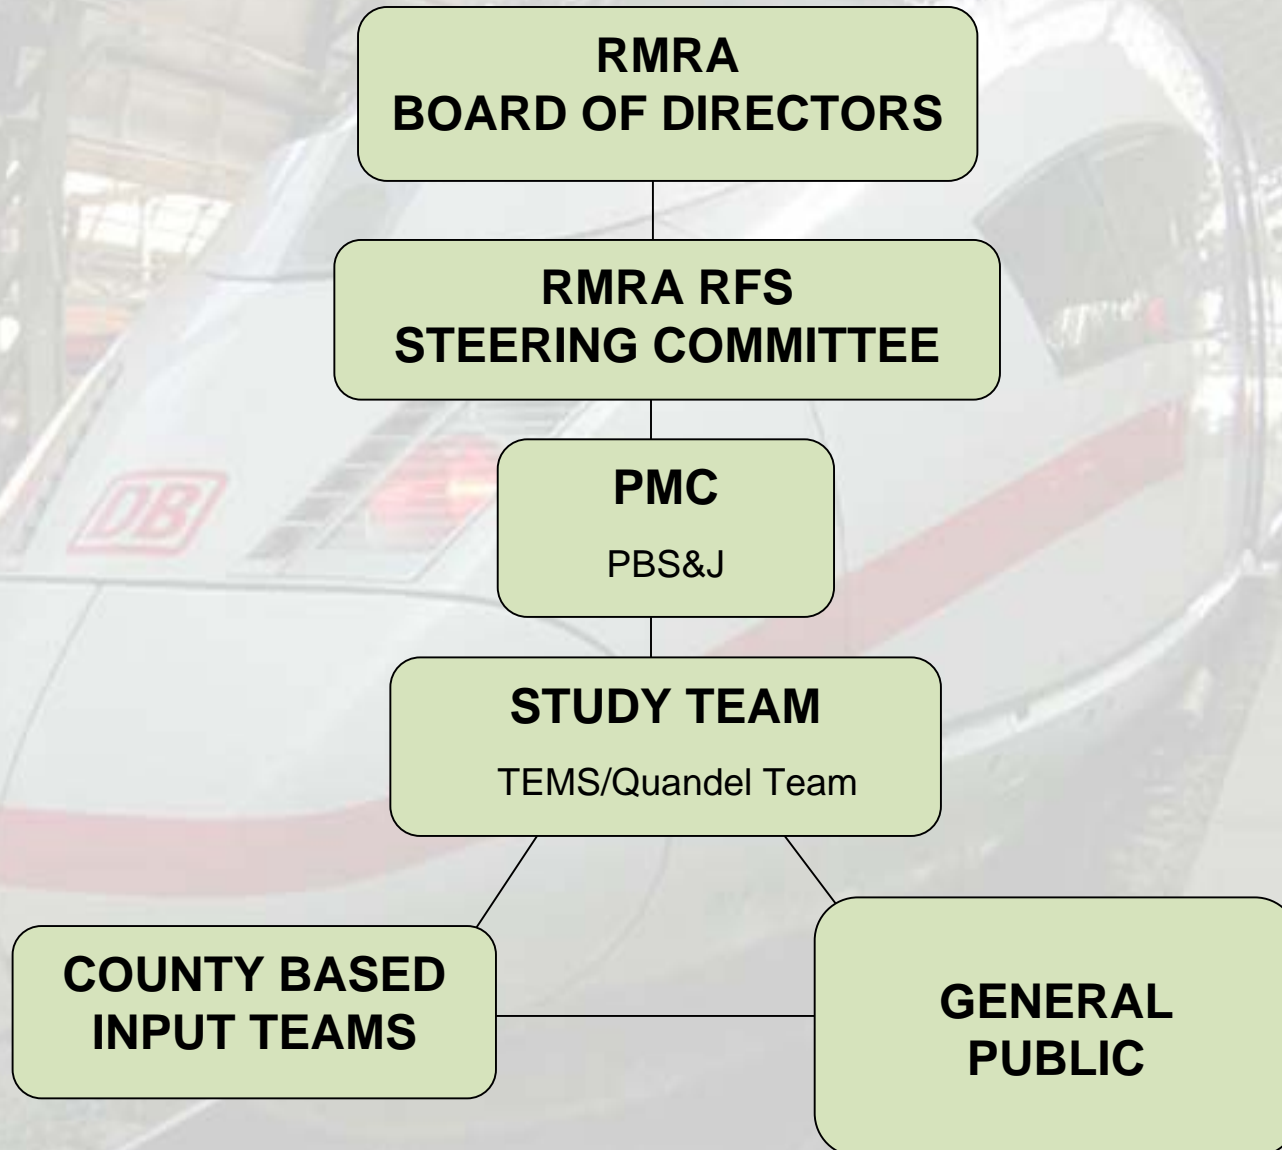 RMRA
BOARD OF DIRECTORS
RMRA RFS
STEERING COMMITTEE
PMC
PBS&J
DB
STUDY TEAM
TEMS/Quandel Team
COUNTY BASED
INPUT TEAMS
GENERAL
PUBLIC